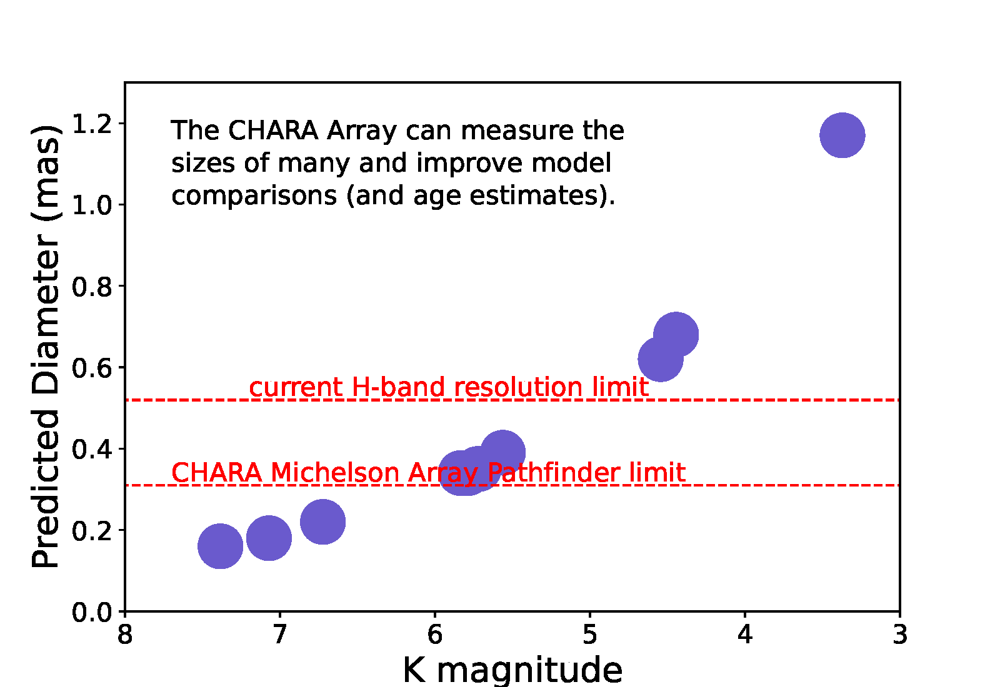 The CHARA Array can measure the
sizes of many and improve model
comparisons (and age estimates).
current H-band resolution limit
CHARA Michelson Array Pathfinder limit
Predicted Diameter (mas)
1.2
1.0
0.8
0.6
0.4
0.2
0.0
8 7 6 5 4 3
K magnitude